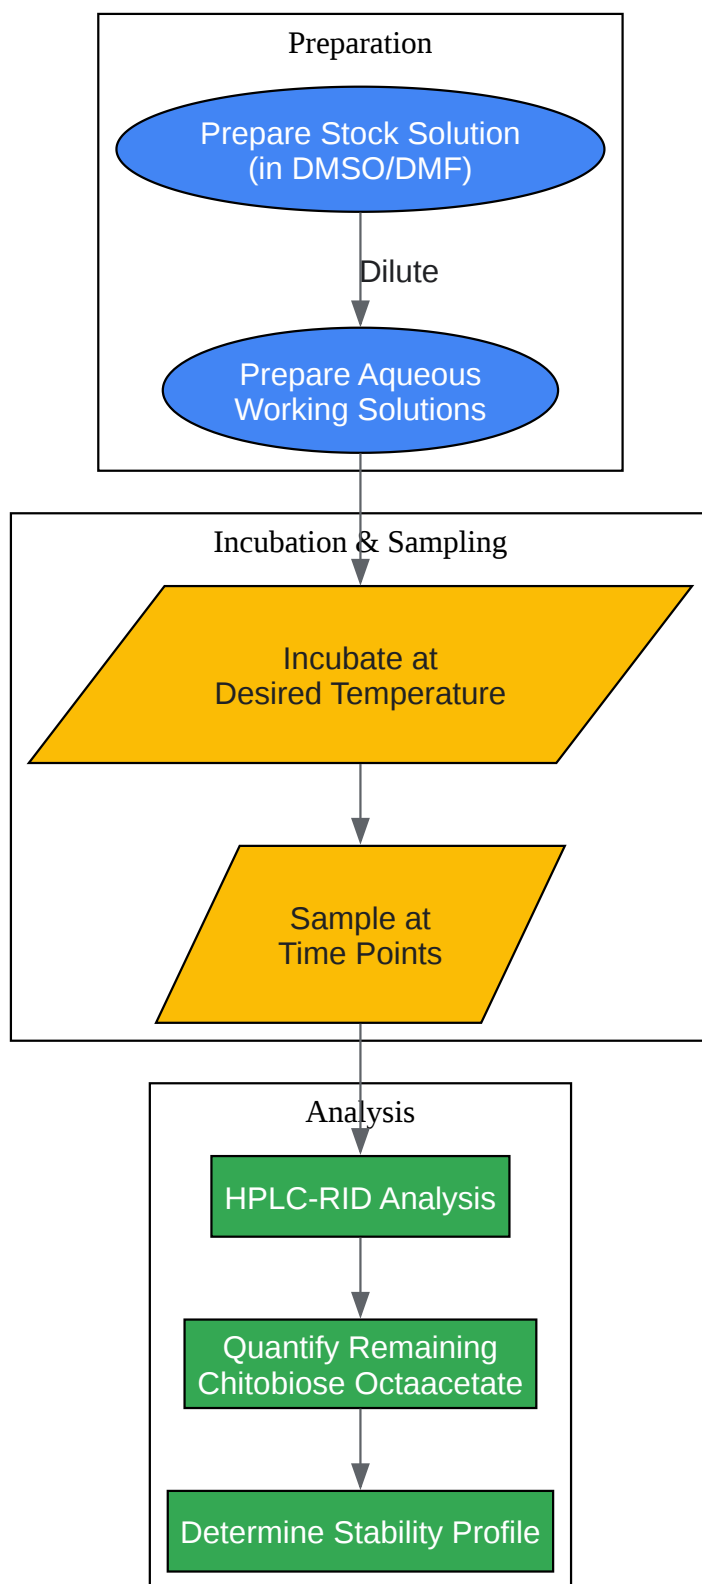 Preparation
Prepare Stock Solution
(in DMSO/DMF)
Dilute
Prepare Aqueous
Working Solutions
Incubation & Sampling
Incubate at
Desired Temperature
Sample at
Time Points
Analysis
HPLC-RID Analysis
Quantify Remaining
Chitobiose Octaacetate
Determine Stability Profile